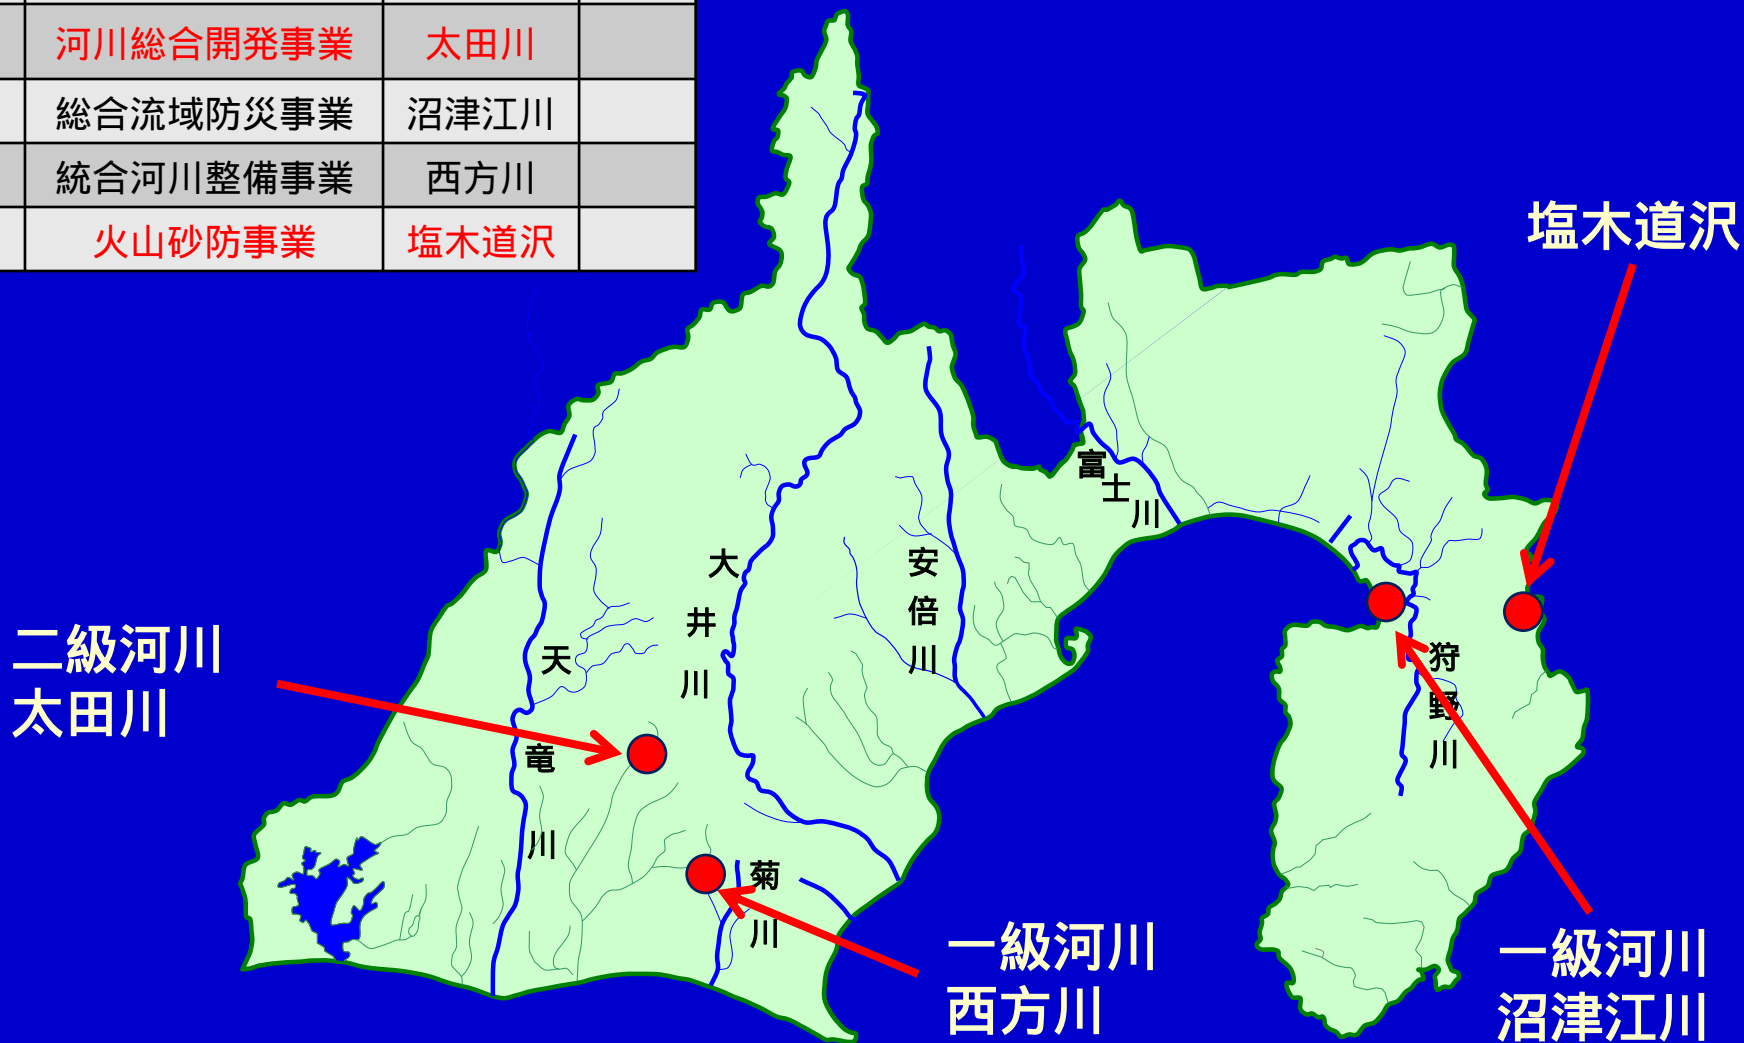 河川総合開発事業 太田川
総合流域防災事業 沼津江川
統合河川整備事業 西方川
火山砂防事業 塩木道沢
塩木道沢
富士川
大井川
安倍川
天竜川
狩野川
菊川
二級河川
太田川
一級河川
西方川
一級河川
沼津江川